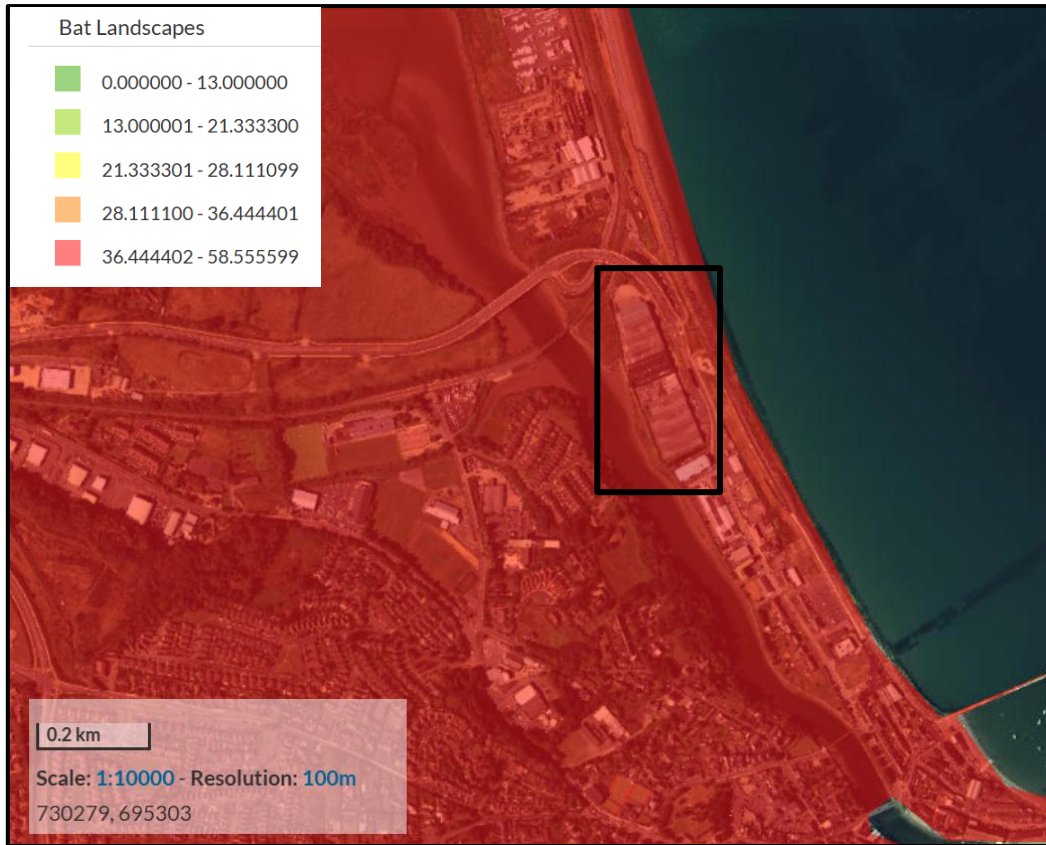 Bat Landscapes
0.000000 - 13.000000
13.000001 - 21.333300
21.333301 - 28.111099
28.111100 - 36.444401
36.444402 - 58.555599
0.2 km
Scale: 1:10000 - Resolution: 100m
730279, 695303